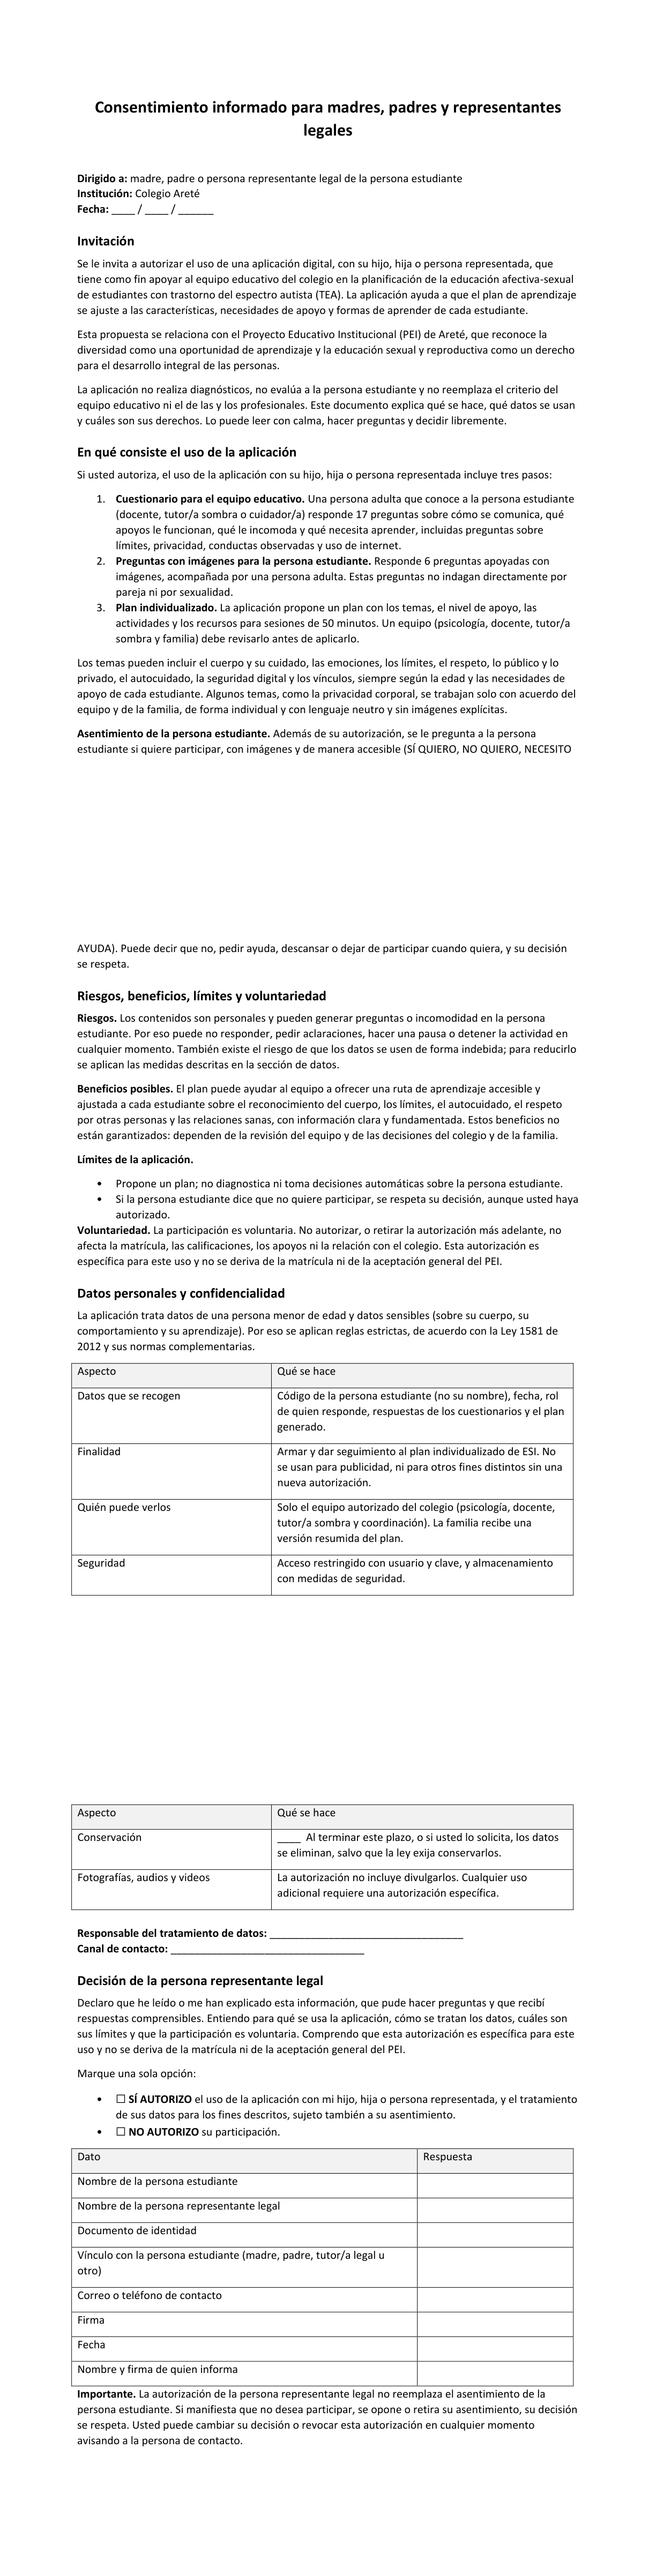 Consentimiento informado para madres, padres y representantes
legales
Dirigido a: madre, padre o persona representante legal de la persona estudiante
Institución: Colegio Areté
Fecha: ____ / ____ / ______
Invitación
Se le invita a autorizar el uso de una aplicación digital, con su hijo, hija o persona representada, que
tiene como fin apoyar al equipo educativo del colegio en la planificación de la educación afectiva-sexual
de estudiantes con trastorno del espectro autista (TEA). La aplicación ayuda a que el plan de aprendizaje
se ajuste a las características, necesidades de apoyo y formas de aprender de cada estudiante.
Esta propuesta se relaciona con el Proyecto Educativo Institucional (PEI) de Areté, que reconoce la
diversidad como una oportunidad de aprendizaje y la educación sexual y reproductiva como un derecho
para el desarrollo integral de las personas.
La aplicación no realiza diagnósticos, no evalúa a la persona estudiante y no reemplaza el criterio del
equipo educativo ni el de las y los profesionales. Este documento explica qué se hace, qué datos se usan
y cuáles son sus derechos. Lo puede leer con calma, hacer preguntas y decidir libremente.
En qué consiste el uso de la aplicación
Si usted autoriza, el uso de la aplicación con su hijo, hija o persona representada incluye tres pasos:
1. Cuestionario para el equipo educativo. Una persona adulta que conoce a la persona estudiante
(docente, tutor/a sombra o cuidador/a) responde 17 preguntas sobre cómo se comunica, qué
apoyos le funcionan, qué le incomoda y qué necesita aprender, incluidas preguntas sobre
límites, privacidad, conductas observadas y uso de internet.
2. Preguntas con imágenes para la persona estudiante. Responde 6 preguntas apoyadas con
imágenes, acompañada por una persona adulta. Estas preguntas no indagan directamente por
pareja ni por sexualidad.
3. Plan individualizado. La aplicación propone un plan con los temas, el nivel de apoyo, las
actividades y los recursos para sesiones de 50 minutos. Un equipo (psicología, docente, tutor/a
sombra y familia) debe revisarlo antes de aplicarlo.
Los temas pueden incluir el cuerpo y su cuidado, las emociones, los límites, el respeto, lo público y lo
privado, el autocuidado, la seguridad digital y los vínculos, siempre según la edad y las necesidades de
apoyo de cada estudiante. Algunos temas, como la privacidad corporal, se trabajan solo con acuerdo del
equipo y de la familia, de forma individual y con lenguaje neutro y sin imágenes explícitas.
Asentimiento de la persona estudiante. Además de su autorización, se le pregunta a la persona
estudiante si quiere participar, con imágenes y de manera accesible (SÍ QUIERO, NO QUIERO, NECESITO
AYUDA). Puede decir que no, pedir ayuda, descansar o dejar de participar cuando quiera, y su decisión
se respeta.
Riesgos, beneficios, límites y voluntariedad
Riesgos. Los contenidos son personales y pueden generar preguntas o incomodidad en la persona
estudiante. Por eso puede no responder, pedir aclaraciones, hacer una pausa o detener la actividad en
cualquier momento. También existe el riesgo de que los datos se usen de forma indebida; para reducirlo
se aplican las medidas descritas en la sección de datos.
Beneficios posibles. El plan puede ayudar al equipo a ofrecer una ruta de aprendizaje accesible y
ajustada a cada estudiante sobre el reconocimiento del cuerpo, los límites, el autocuidado, el respeto
por otras personas y las relaciones sanas, con información clara y fundamentada. Estos beneficios no
están garantizados: dependen de la revisión del equipo y de las decisiones del colegio y de la familia.
Límites de la aplicación.
• Propone un plan; no diagnostica ni toma decisiones automáticas sobre la persona estudiante.
• Si la persona estudiante dice que no quiere participar, se respeta su decisión, aunque usted haya
autorizado.
Voluntariedad. La participación es voluntaria. No autorizar, o retirar la autorización más adelante, no
afecta la matrícula, las calificaciones, los apoyos ni la relación con el colegio. Esta autorización es
específica para este uso y no se deriva de la matrícula ni de la aceptación general del PEI.
Datos personales y confidencialidad
La aplicación trata datos de una persona menor de edad y datos sensibles (sobre su cuerpo, su
comportamiento y su aprendizaje). Por eso se aplican reglas estrictas, de acuerdo con la Ley 1581 de
2012 y sus normas complementarias.
Aspecto Qué se hace
Datos que se recogen Código de la persona estudiante (no su nombre), fecha, rol
de quien responde, respuestas de los cuestionarios y el plan
generado.
Finalidad Armar y dar seguimiento al plan individualizado de ESI. No
se usan para publicidad, ni para otros fines distintos sin una
nueva autorización.
Quién puede verlos Solo el equipo autorizado del colegio (psicología, docente,
tutor/a sombra y coordinación). La familia recibe una
versión resumida del plan.
Seguridad Acceso restringido con usuario y clave, y almacenamiento
con medidas de seguridad.
Aspecto Qué se hace
Conservación ____ Al terminar este plazo, o si usted lo solicita, los datos
se eliminan, salvo que la ley exija conservarlos.
Fotografías, audios y videos La autorización no incluye divulgarlos. Cualquier uso
adicional requiere una autorización específica.
Responsable del tratamiento de datos: _________________________________
Canal de contacto: _________________________________
Decisión de la persona representante legal
Declaro que he leído o me han explicado esta información, que pude hacer preguntas y que recibí
respuestas comprensibles. Entiendo para qué se usa la aplicación, cómo se tratan los datos, cuáles son
sus límites y que la participación es voluntaria. Comprendo que esta autorización es específica para este
uso y no se deriva de la matrícula ni de la aceptación general del PEI.
Marque una sola opción:
• ☐ SÍ AUTORIZO el uso de la aplicación con mi hijo, hija o persona representada, y el tratamiento
de sus datos para los fines descritos, sujeto también a su asentimiento.
• ☐ NO AUTORIZO su participación.
Dato Respuesta
Nombre de la persona estudiante
Nombre de la persona representante legal
Documento de identidad
Vínculo con la persona estudiante (madre, padre, tutor/a legal u
otro)
Correo o teléfono de contacto
Firma
Fecha
Nombre y firma de quien informa
Importante. La autorización de la persona representante legal no reemplaza el asentimiento de la
persona estudiante. Si manifiesta que no desea participar, se opone o retira su asentimiento, su decisión
se respeta. Usted puede cambiar su decisión o revocar esta autorización en cualquier momento
avisando a la persona de contacto.